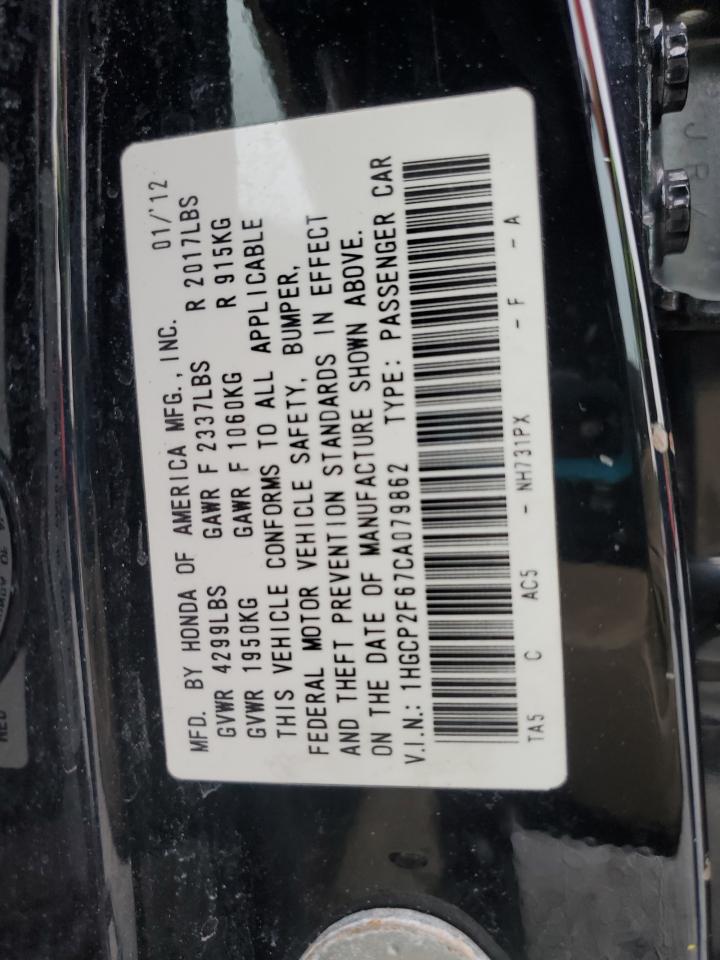 MFD. BY HONDA OF AMERICA MFG., INC. 01/'12
GVWR 4299LBS GAWR F 2337LBS R 2017LBS
GVWR 1950KG GAWR F 1060KG R 915KG
THIS VEHICLE CONFORMS TO ALL APPLICABLE
FEDERAL MOTOR VEHICLE SAFETY, BUMPER,
AND THEFT PREVENTION STANDARDS IN EFFECT
ON THE DATE OF MANUFACTURE SHOWN ABOVE.
V.I.N.: 1HGCP2F67CA079862 TYPE: PASSENGER CAR
TA5 C AC5 - NH731PX - F - A